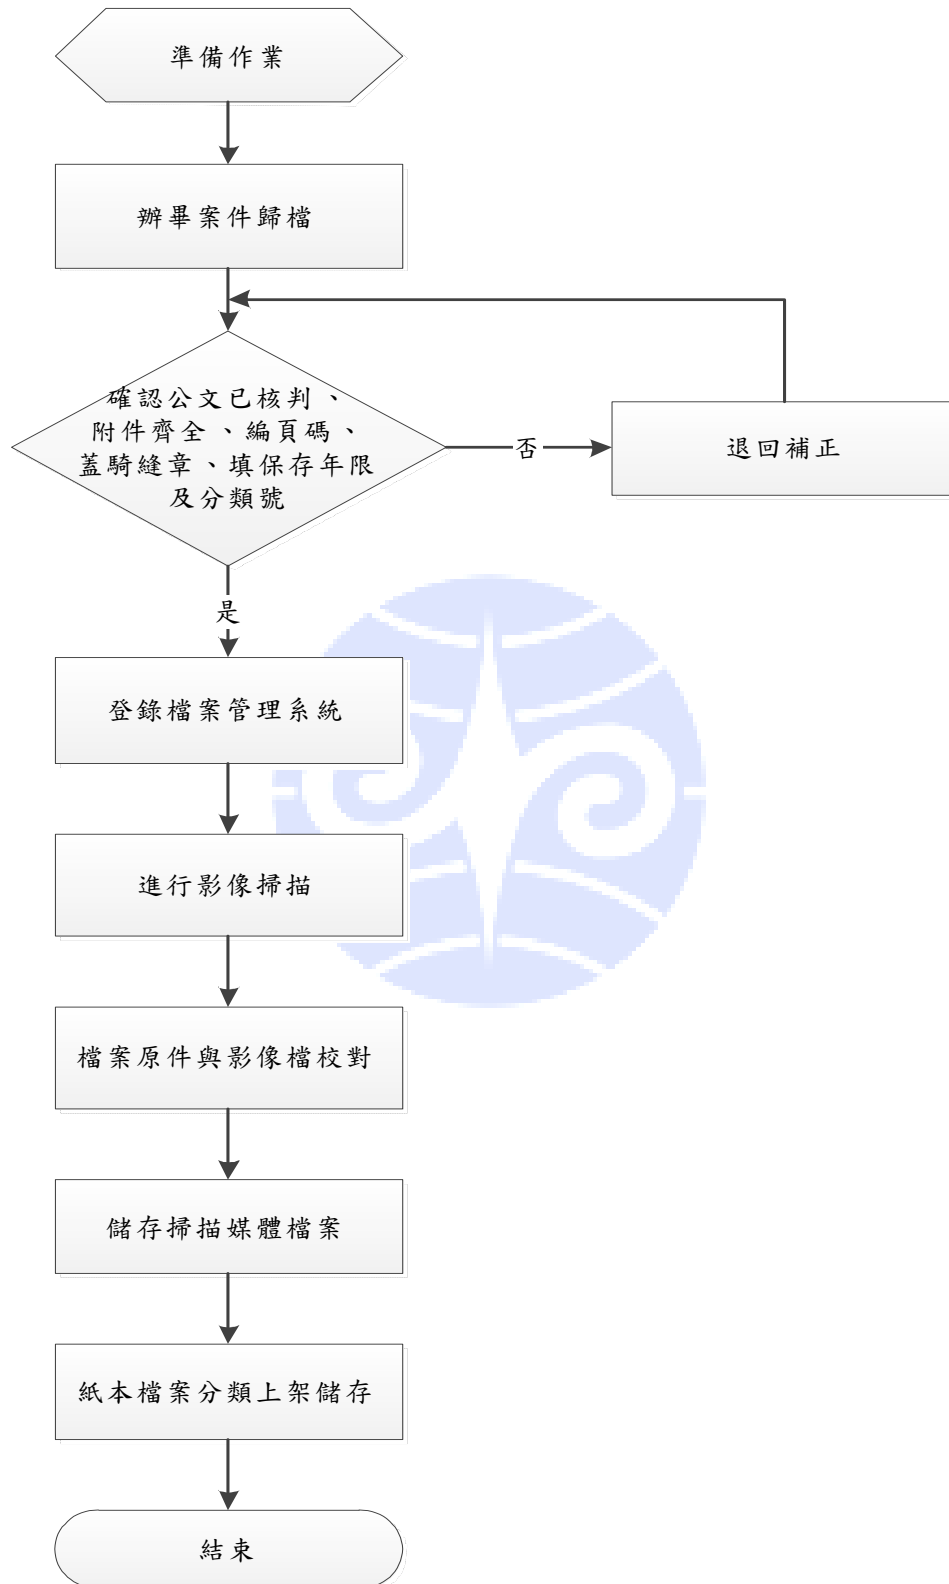 準備作業
辦畢案件歸檔
確認公文已核判、
附件齊全、編頁碼、
蓋騎縫章、填保存年限
及分類號
否
退回補正
是
登錄檔案管理系統
進行影像掃描
檔案原件與影像檔校對
儲存掃描媒體檔案
紙本檔案分類上架儲存
結束